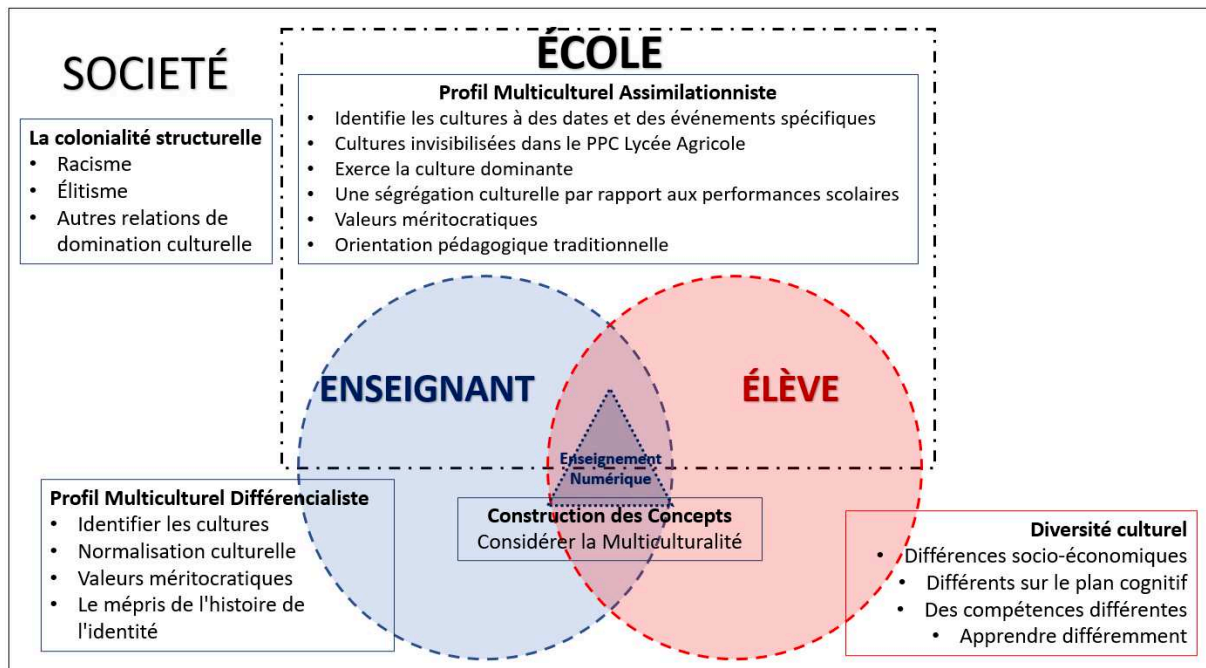 SOCIETÉ
La colonialité structurelle
• Racisme
• Élitisme
• Autres relations de
domination culturelle
ÉCOLE
Profil Multiculturel Assimilationniste
• Identifie les cultures à des dates et des événements spécifiques
• Cultures invisibilisées dans le PPC Lycée Agricole
• Exerce la culture dominante
• Une ségrégation culturelle par rapport aux performances scolaires
• Valeurs méritocratiques
• Orientation pédagogique traditionnelle
ENSEIGNANT
ÉLÈVE
Enseignement
Numérique
Profil Multiculturel Différencialiste
• Identifier les cultures
• Normalisation culturelle
• Valeurs méritocratiques
• Le mépris de l'histoire de
l'identité
Construction des Concepts
Considérer la Multiculturalité
Diversité culturel
• Différences socio-économiques
• Différents sur le plan cognitif
• Des compétences différentes
• Apprendre différemment